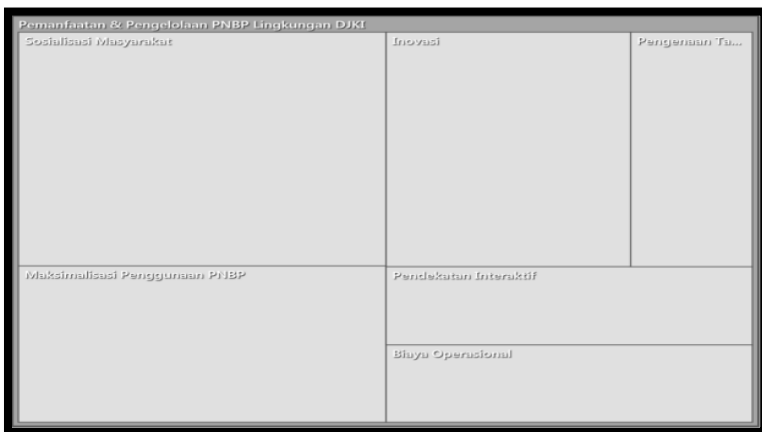 Pemanfaatan & Pengelolaan PNBP Lingkungan DJKI
Sosialisasi Masyarakat
Inovasi
Pengenaan Ta...
Maksimalisasi Penggunaan PNBP
Pendekatan Interaktif
Biaya Operasional